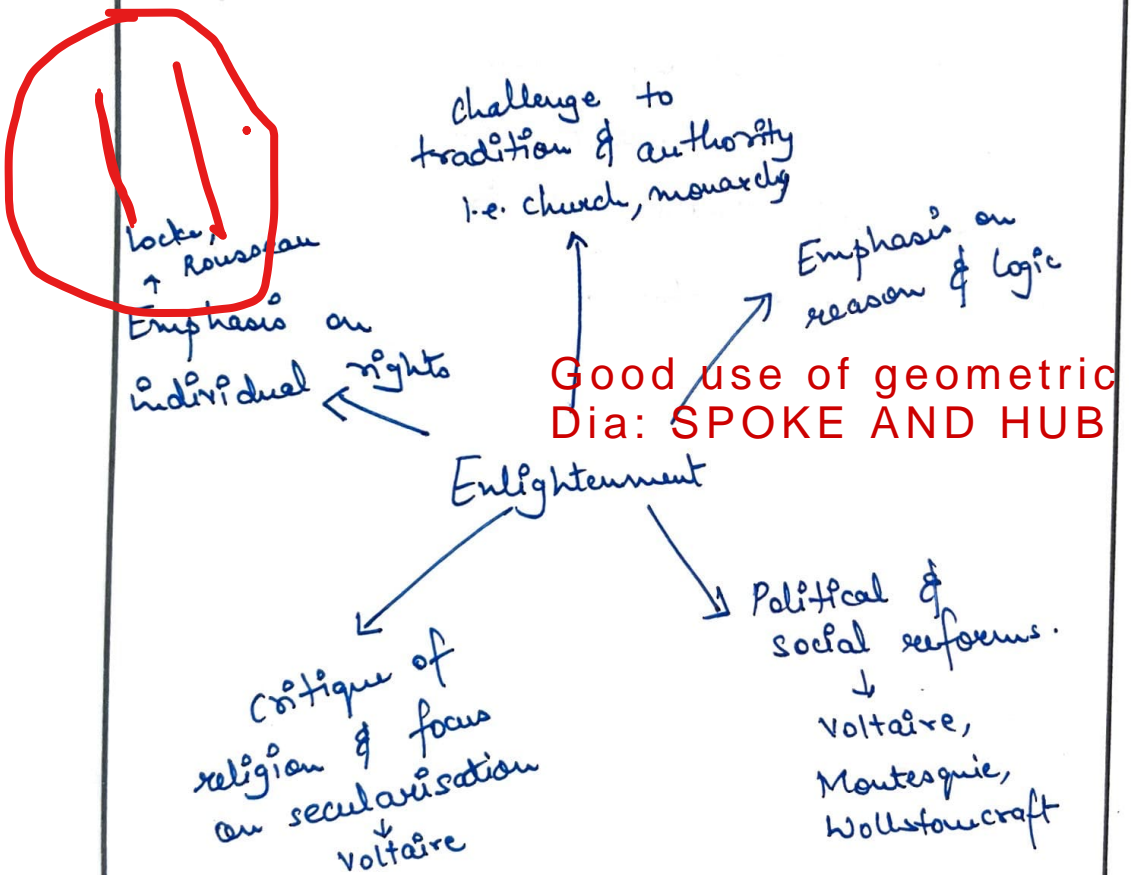 Challenge to
tradition & authority
i.e. church, monarchy
Emphasis on
reason & logic
Locke,
↑ Rousseau
Emphasis on
individual rights
Good use of geometric
Dia: SPOKE AND HUB
Enlightenment
Critique of
religion & focus
on secularisation
↓
Voltaire
Political &
social reforms.
↓
Voltaire,
Montesquie,
Wollstonecraft